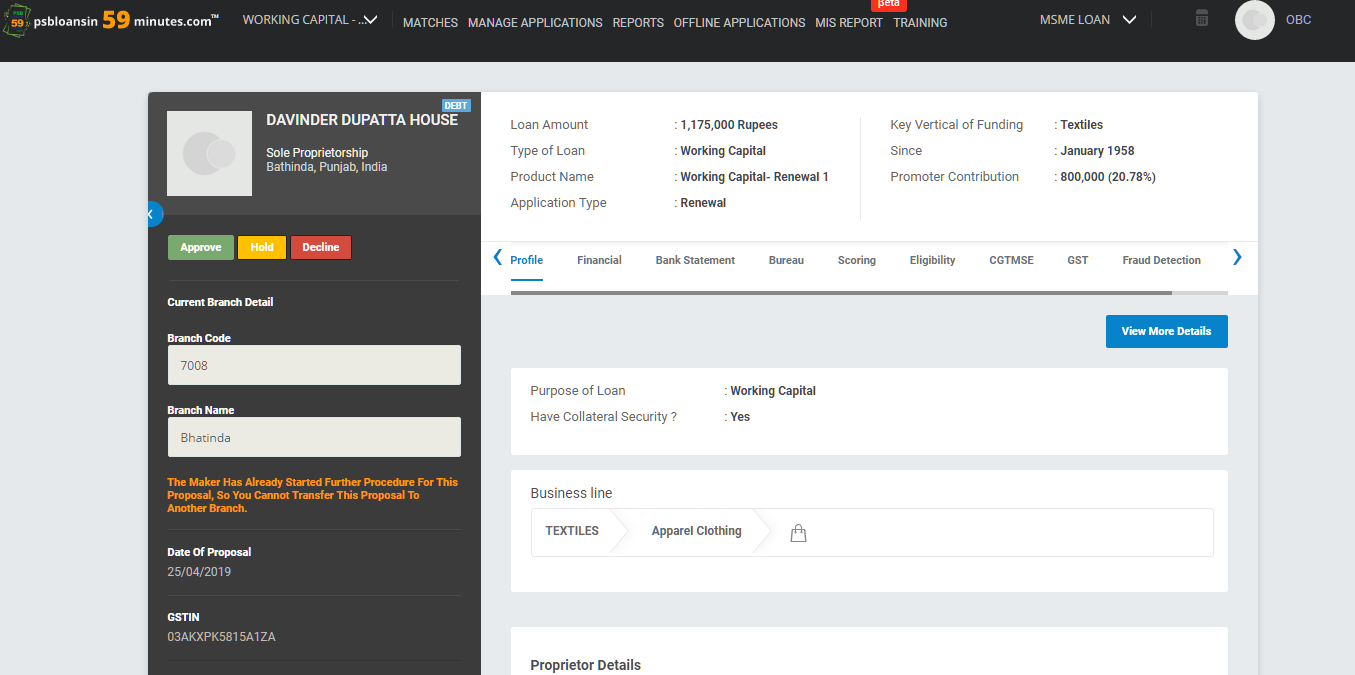 psbloansin 59 minutes.com™
WORKING CAPITAL - ...
MATCHES MANAGE APPLICATIONS REPORTS OFFLINE APPLICATIONS MIS REPORT TRAINING
Beta
MSME LOAN
OBC
DEBT
DAVINDER DUPATTA HOUSE
Sole Proprietorship
Bathinda, Punjab, India
Approve Hold Decline
Current Branch Detail
Branch Code
7008
Branch Name
Bhatinda
The Maker Has Already Started Further Procedure For This
Proposal, So You Cannot Transfer This Proposal To
Another Branch.
Date Of Proposal
25/04/2019
GSTIN
03AKXPK5815A1ZA
Loan Amount : 1,175,000 Rupees
Type of Loan : Working Capital
Product Name : Working Capital- Renewal 1
Application Type : Renewal
Key Vertical of Funding : Textiles
Since : January 1958
Promoter Contribution : 800,000 (20.78%)
Profile Financial Bank Statement Bureau Scoring Eligibility CGTMSE GST Fraud Detection
View More Details
Purpose of Loan : Working Capital
Have Collateral Security ? : Yes
Business line
TEXTILES Apparel Clothing
Proprietor Details